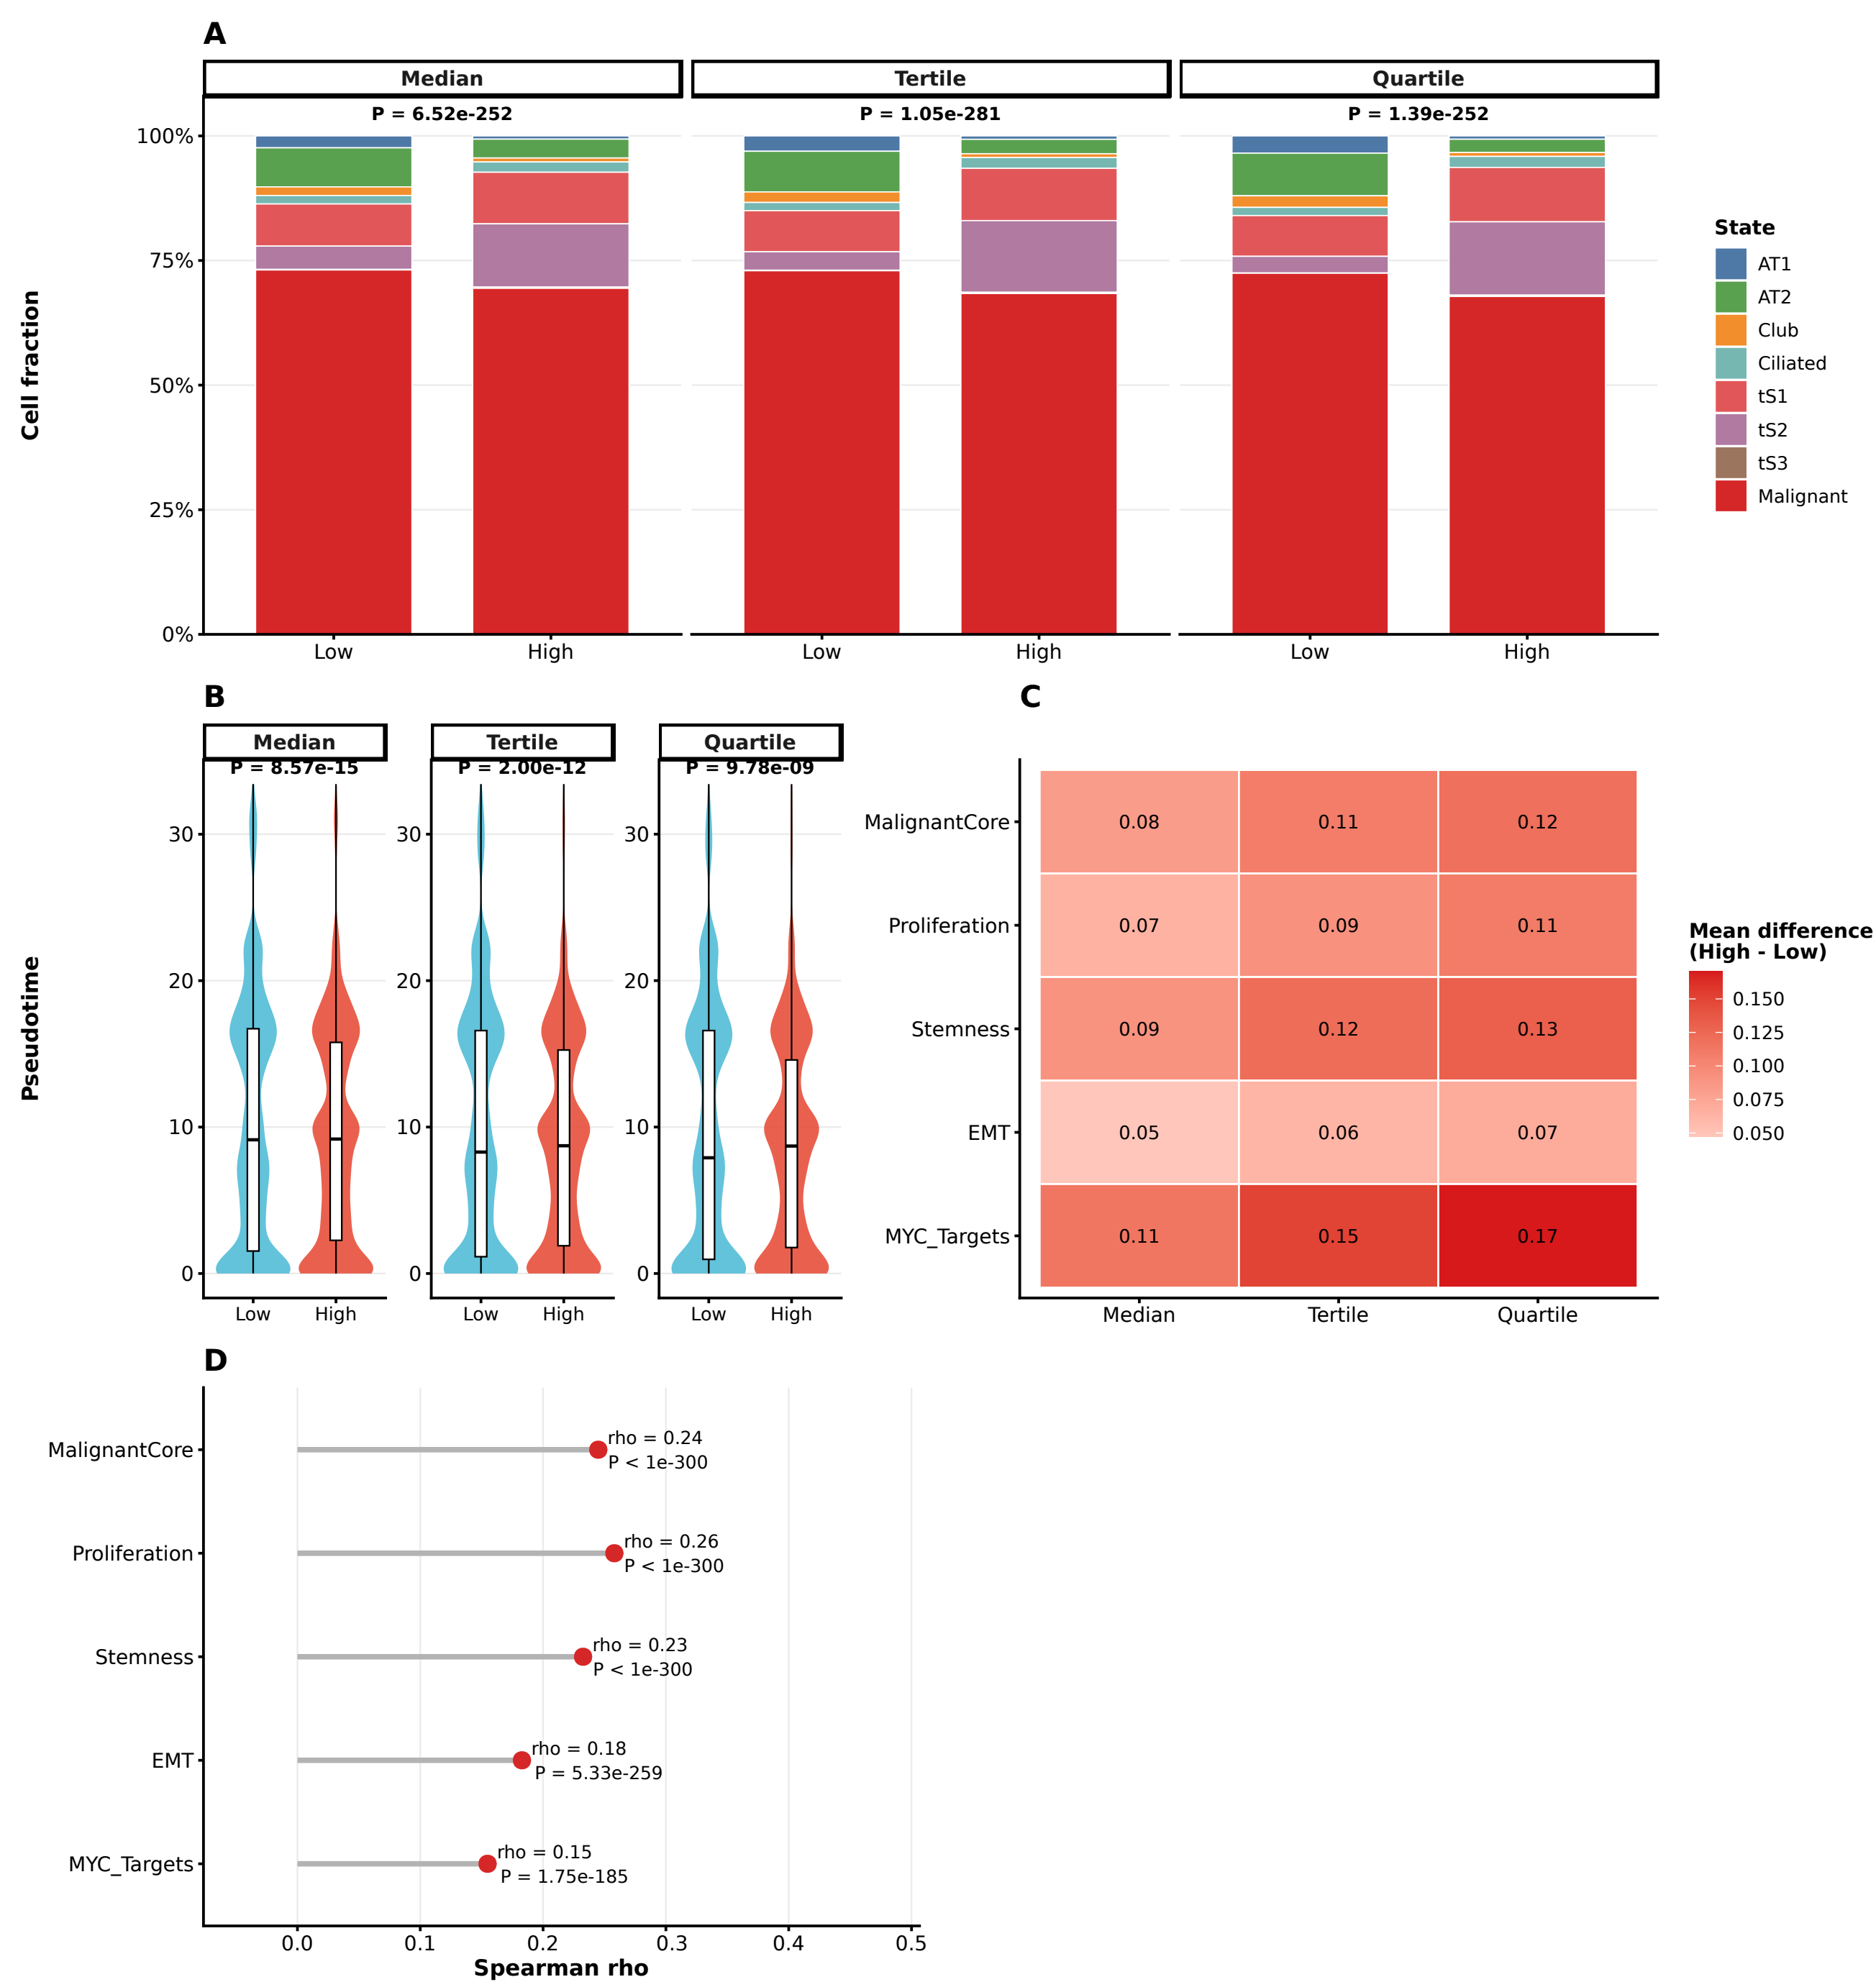 A
Median
Tertile
Quartile
P = 6.52e-252
P = 1.05e-281
P = 1.39e-252
Cell fraction
100%
75%
50%
25%
0%
Low
High
Low
High
Low
High
State
AT1
AT2
Club
Ciliated
tS1
tS2
tS3
Malignant
B
Median
Tertile
Quartile
P = 8.57e-15
P = 2.00e-12
P = 9.78e-09
Pseudotime
30
20
10
0
30
20
10
0
30
20
10
0
Low
High
Low
High
Low
High
C
MalignantCore
0.08
0.11
0.12
Proliferation
0.07
0.09
0.11
Stemness
0.09
0.12
0.13
EMT
0.05
0.06
0.07
MYC_Targets
0.11
0.15
0.17
Median
Tertile
Quartile
Mean difference
(High - Low)
0.150
0.125
0.100
0.075
0.050
D
MalignantCore
rho = 0.24
P < 1e-300
Proliferation
rho = 0.26
P < 1e-300
Stemness
rho = 0.23
P < 1e-300
EMT
rho = 0.18
P = 5.33e-259
MYC_Targets
rho = 0.15
P = 1.75e-185
0.0
0.1
0.2
0.3
0.4
0.5
Spearman rho